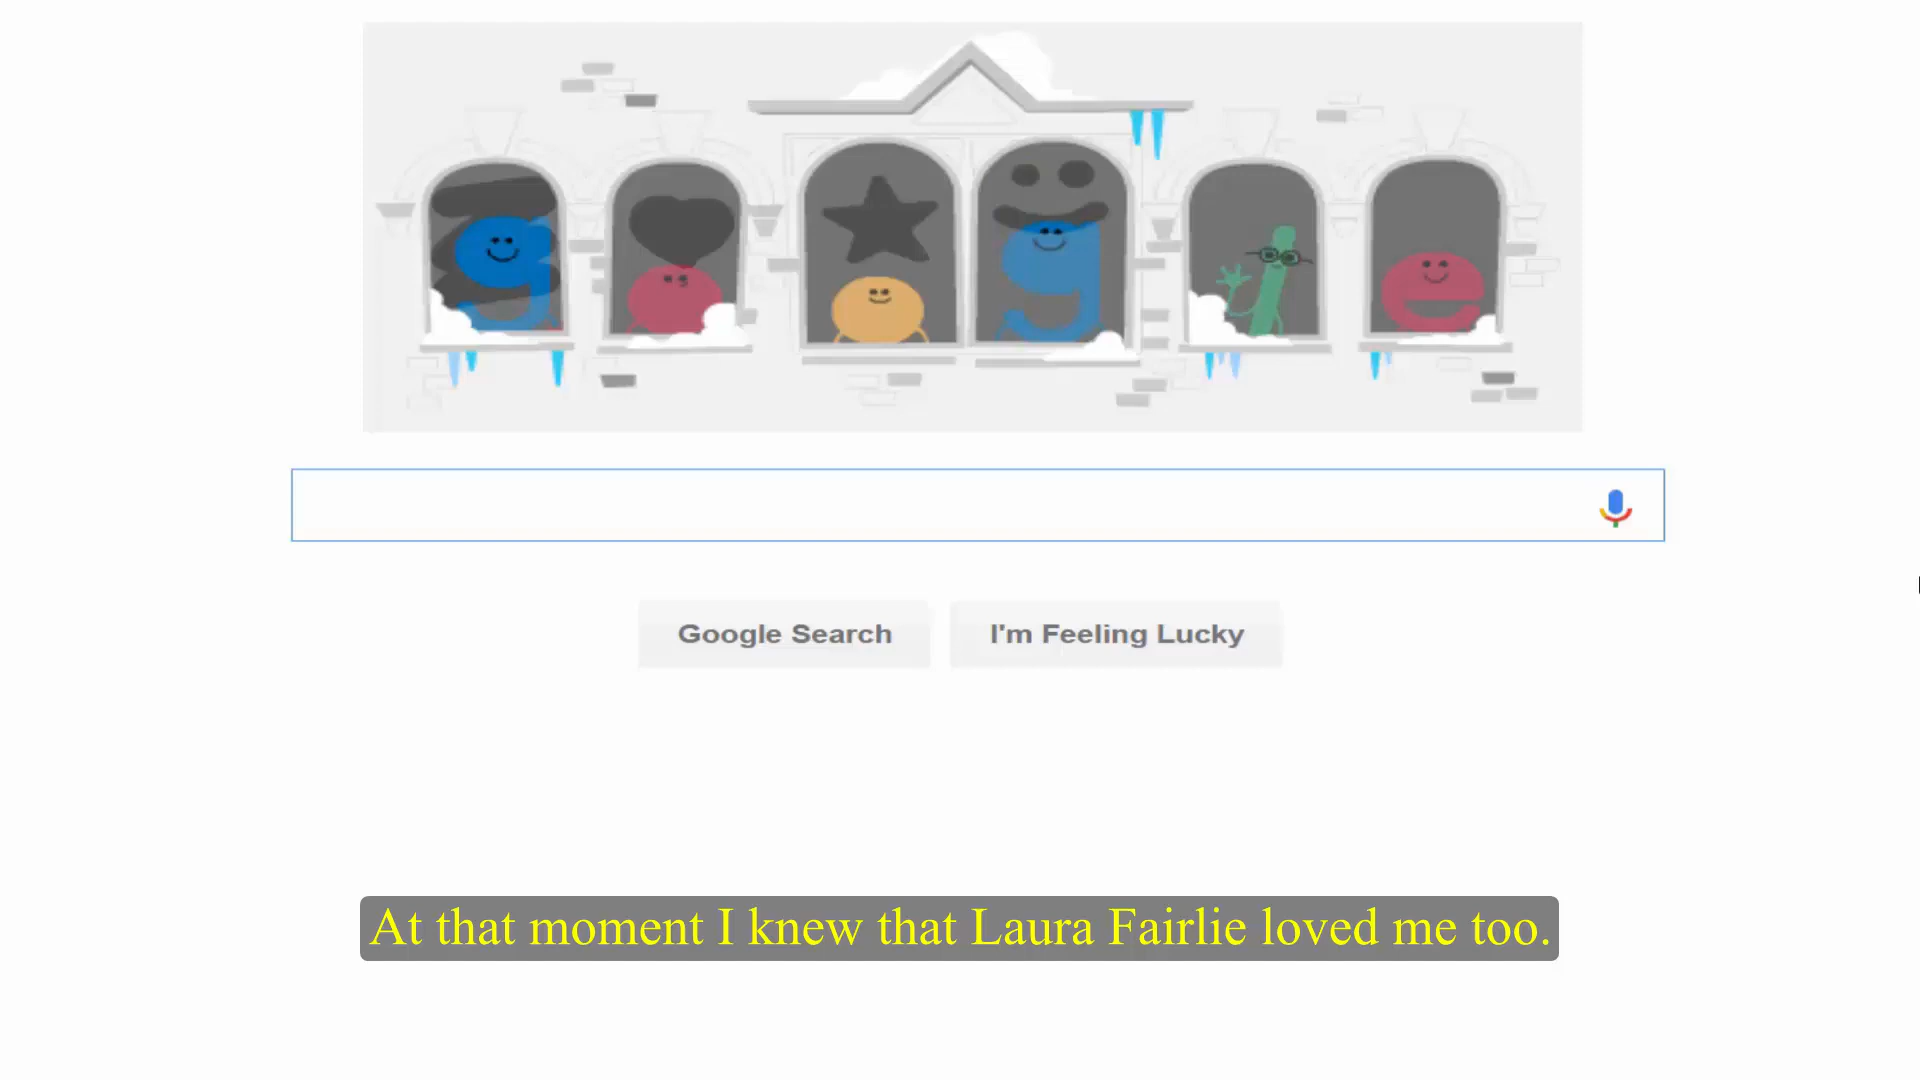 Google Search
I'm Feeling Lucky
At that moment I knew that Laura Fairlie loved me too.